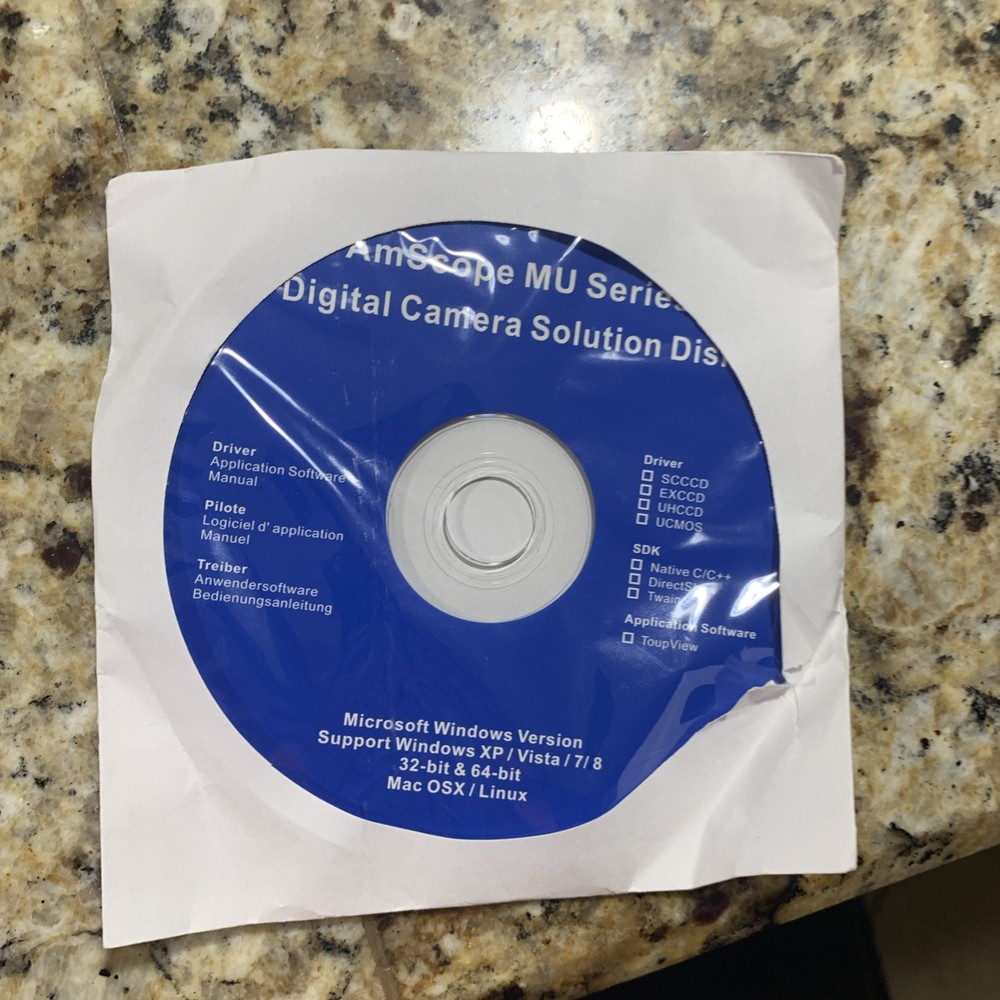 AmScope MU Series
Digital Camera Solution
Driver
Application Software
Manual
Pilote
Logiciel d' application
Manuel
Treiber
Anwendersoftware
Bedienungsanleitung
Driver
SCCCD
EXCCD
UHCCD
UCMOS
SDK
Native C/C++
Twain
Application Software
ToupView
Microsoft Windows Version
Support Windows XP / Vista / 7/ 8
32-bit & 64-bit
Mac OSX / Linux